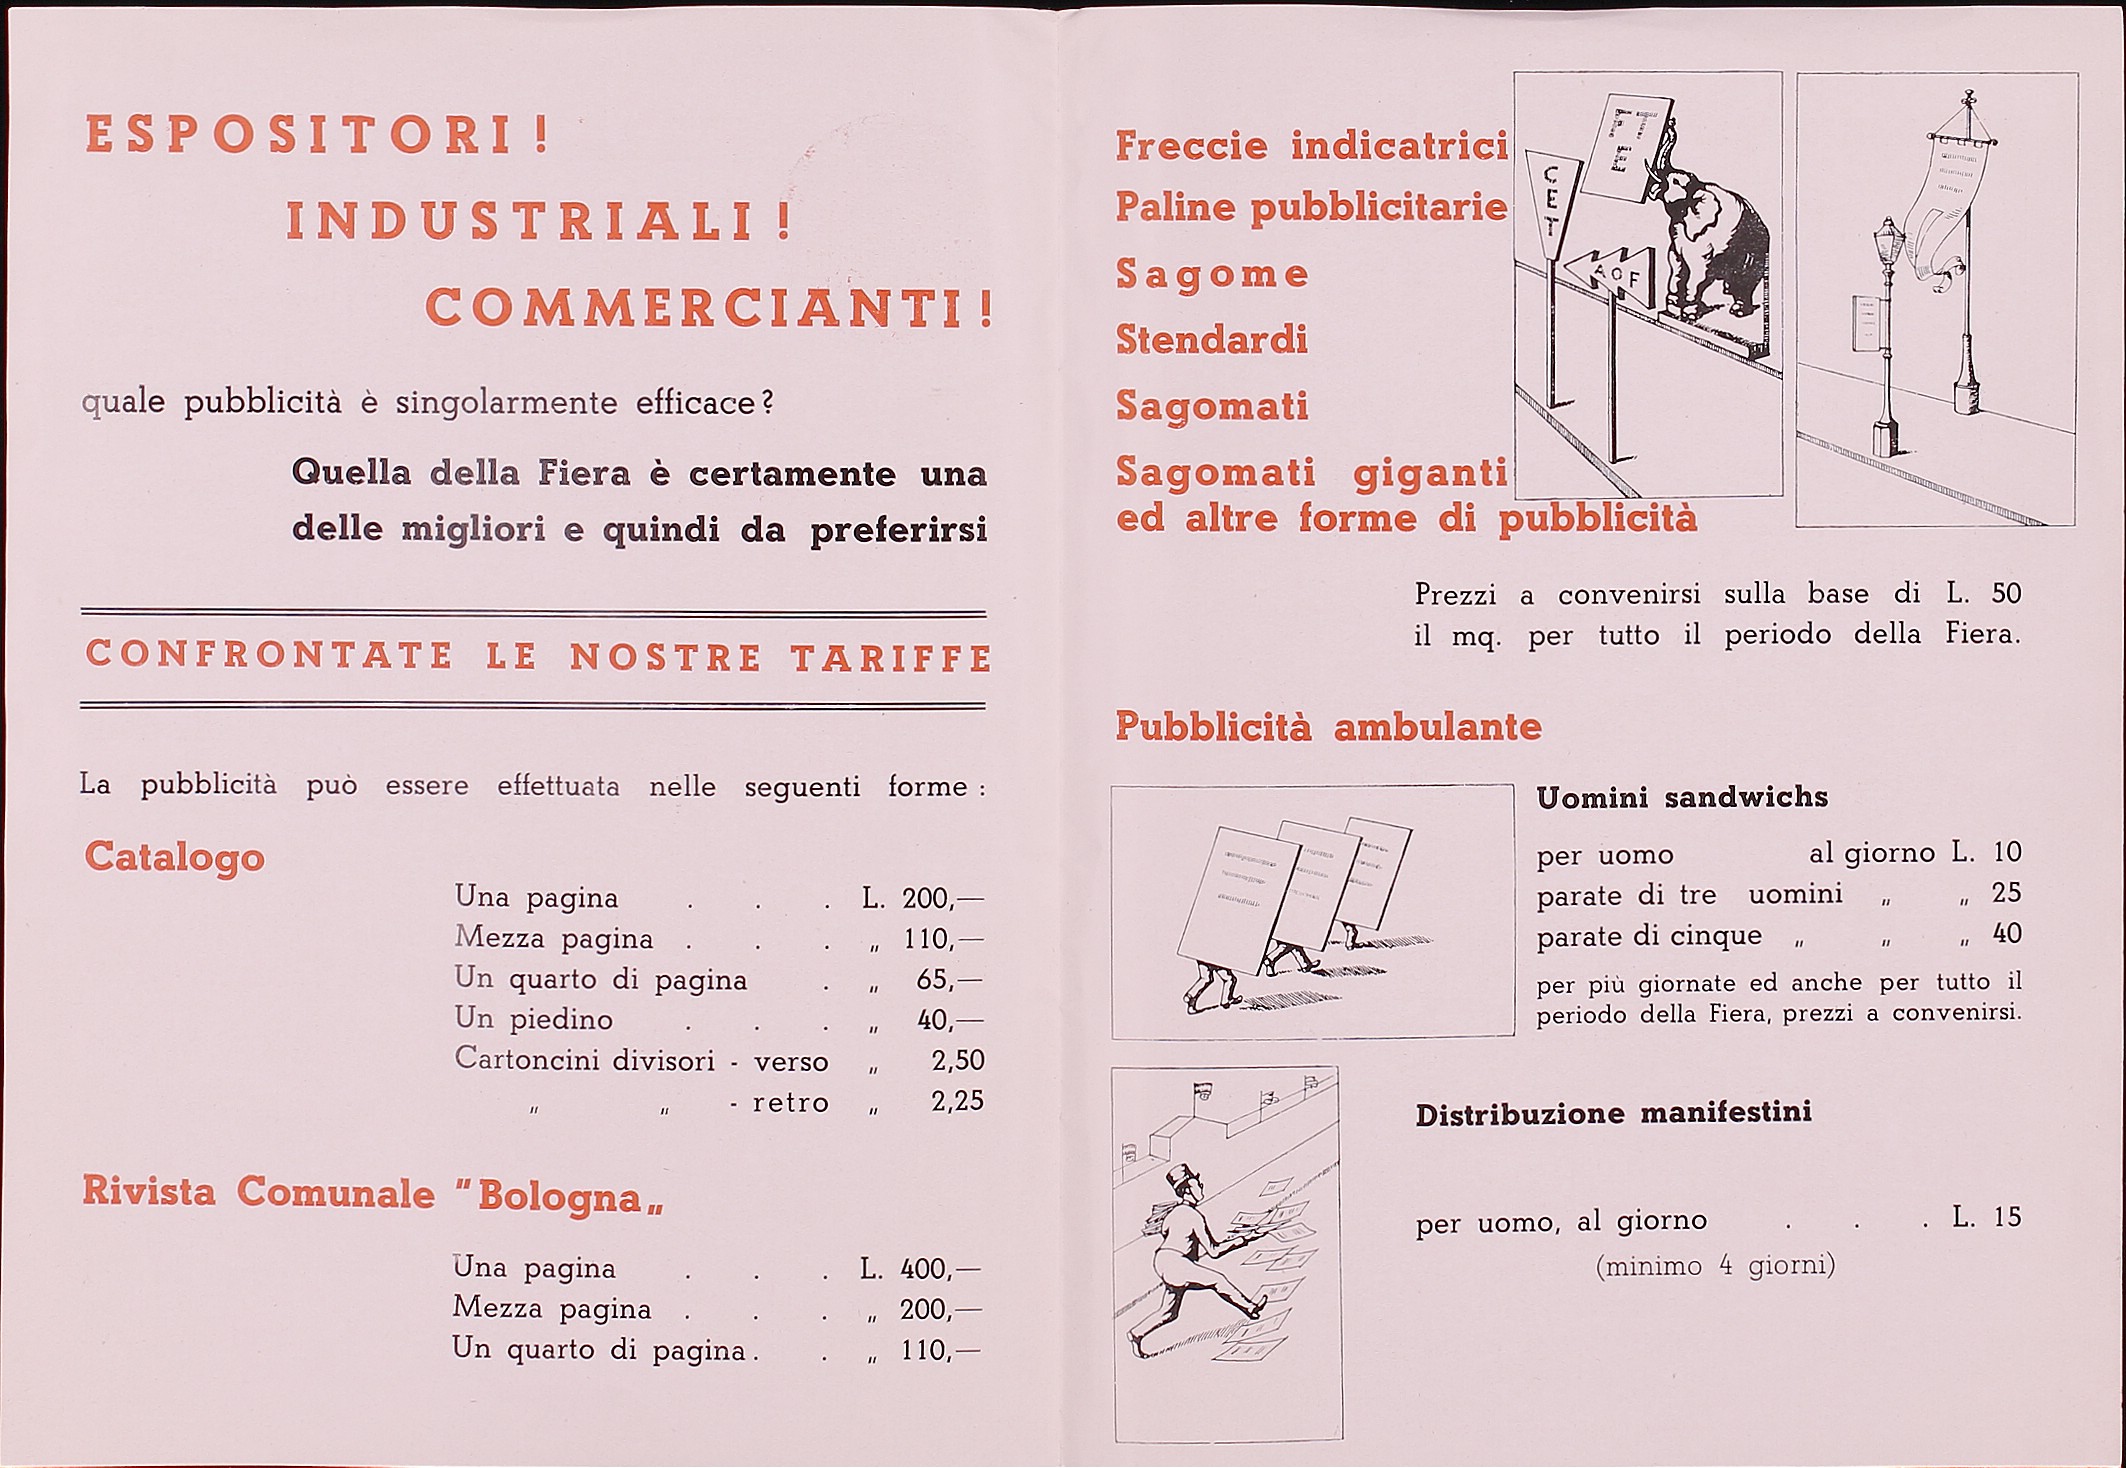 ESPOSITORI!
INDUSTRIALI!
COMMERCIANTI!
quale pubblicità è singolarmente efficace?
Quella della Fiera è certamente una
delle migliori e quindi da preferirsi
CONFRONTATE LE NOSTRE TARIFFE
La pubblicità può essere effettuata nelle seguenti forme :
Catalogo
Una pagina . . . L. 200,—
Mezza pagina . . . „ 110,—
Un quarto di pagina . „ 65,—
Un piedino . . . „ 40,—
Cartoncini divisori - verso „ 2,50
„ „ - retro „ 2,25
Rivista Comunale "Bologna„
Una pagina . . . L. 400,—
Mezza pagina . . . „ 200,—
Un quarto di pagina . . „ 110,—
Freccie indicatrici
Paline pubblicitarie
Sagome
Stendardi
Sagomati
Sagomati giganti
ed altre forme di pubblicità
FT
E
CET
AOF
Prezzi a convenirsi sulla base di L. 50
il mq. per tutto il periodo della Fiera.
Pubblicità ambulante
Uomini sandwichs
per uomo al giorno L. 10
parate di tre uomini „ „ 25
parate di cinque „ „ „ 40
per più giornate ed anche per tutto il
periodo della Fiera, prezzi a convenirsi.
Distribuzione manifestini
per uomo, al giorno . . . L. 15
(minimo 4 giorni)